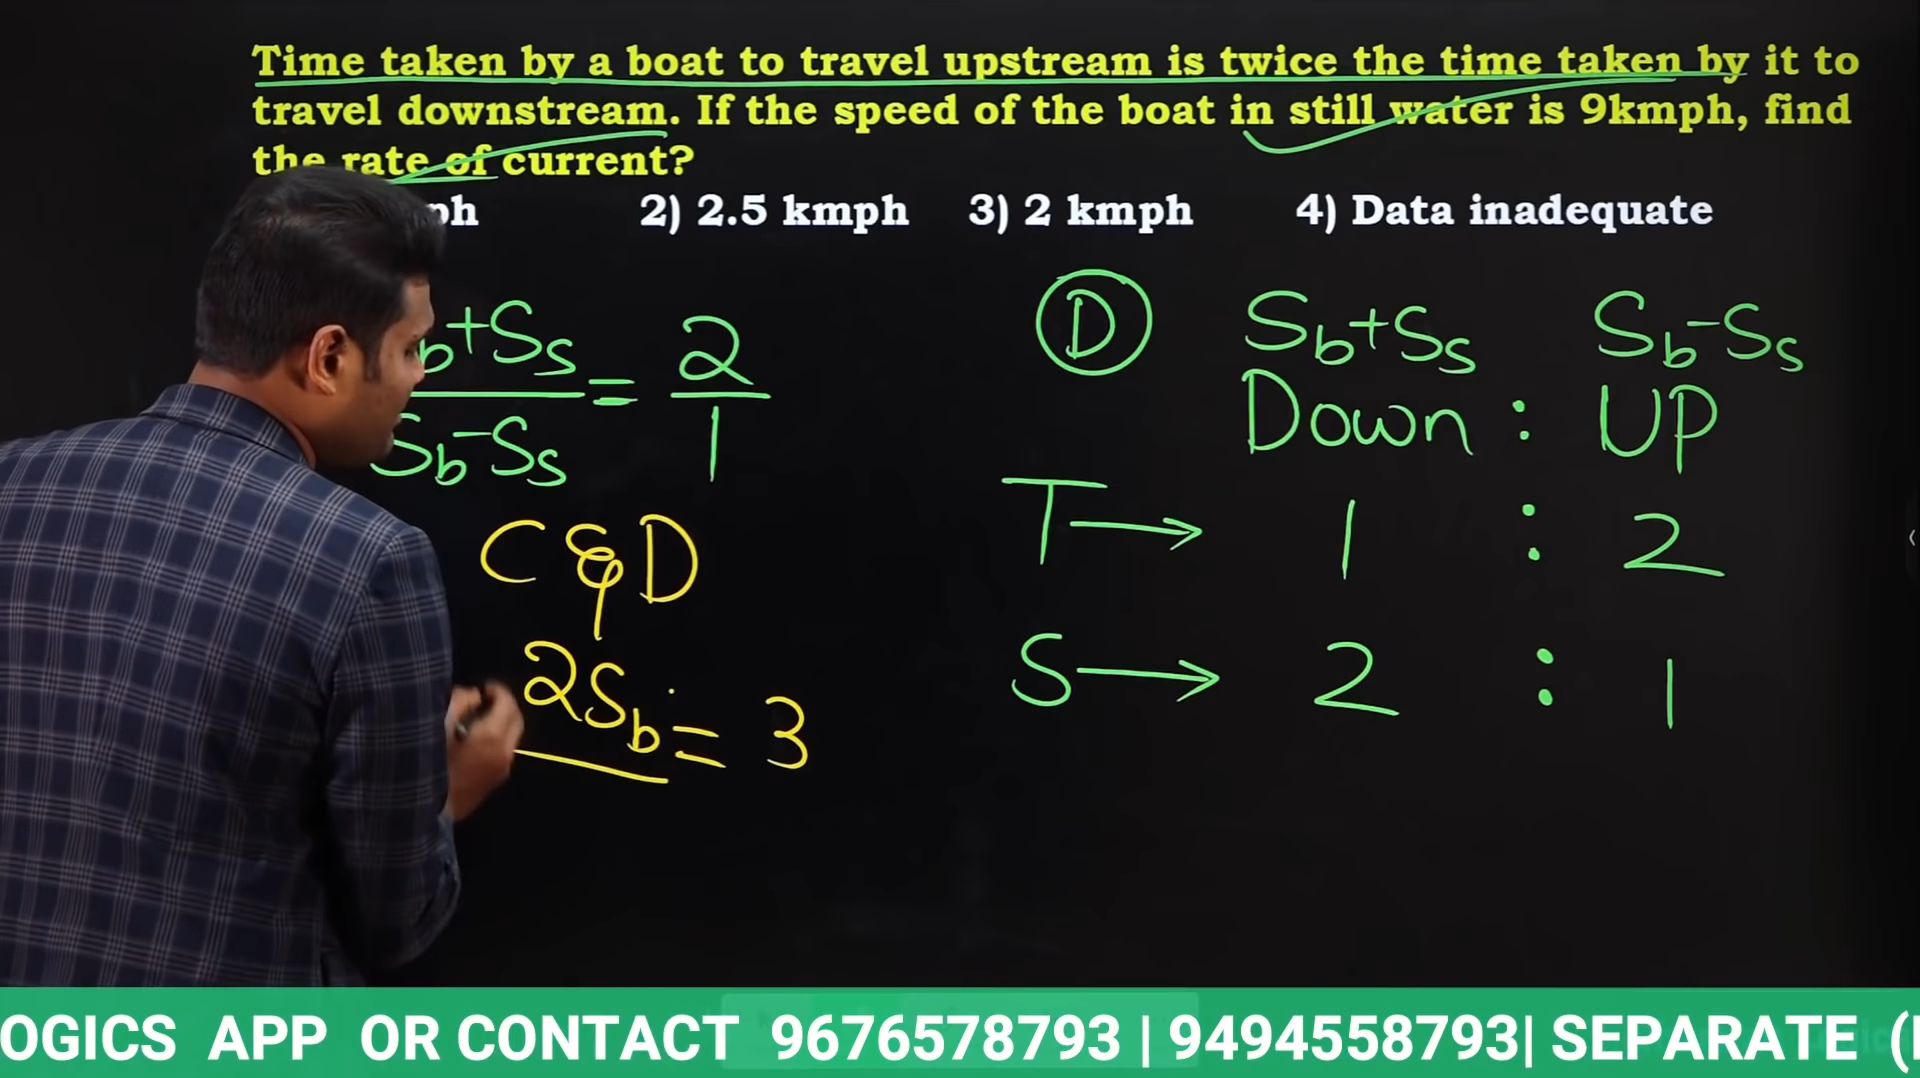 Time taken by a boat to travel upstream is twice the time taken by it to
travel downstream. If the speed of the boat in still water is 9kmph, find
the rate of current?
ph 2) 2.5 kmph 3) 2 kmph 4) Data inadequate
b+Ss = 2
Sb-Ss 1
C & D
2Sb = 3
D Sb+Ss Sb-Ss
Down : UP
T→ 1 : 2
S→ 2 : 1
OGICS APP OR CONTACT 9676578793 | 9494558793| SEPARATE (